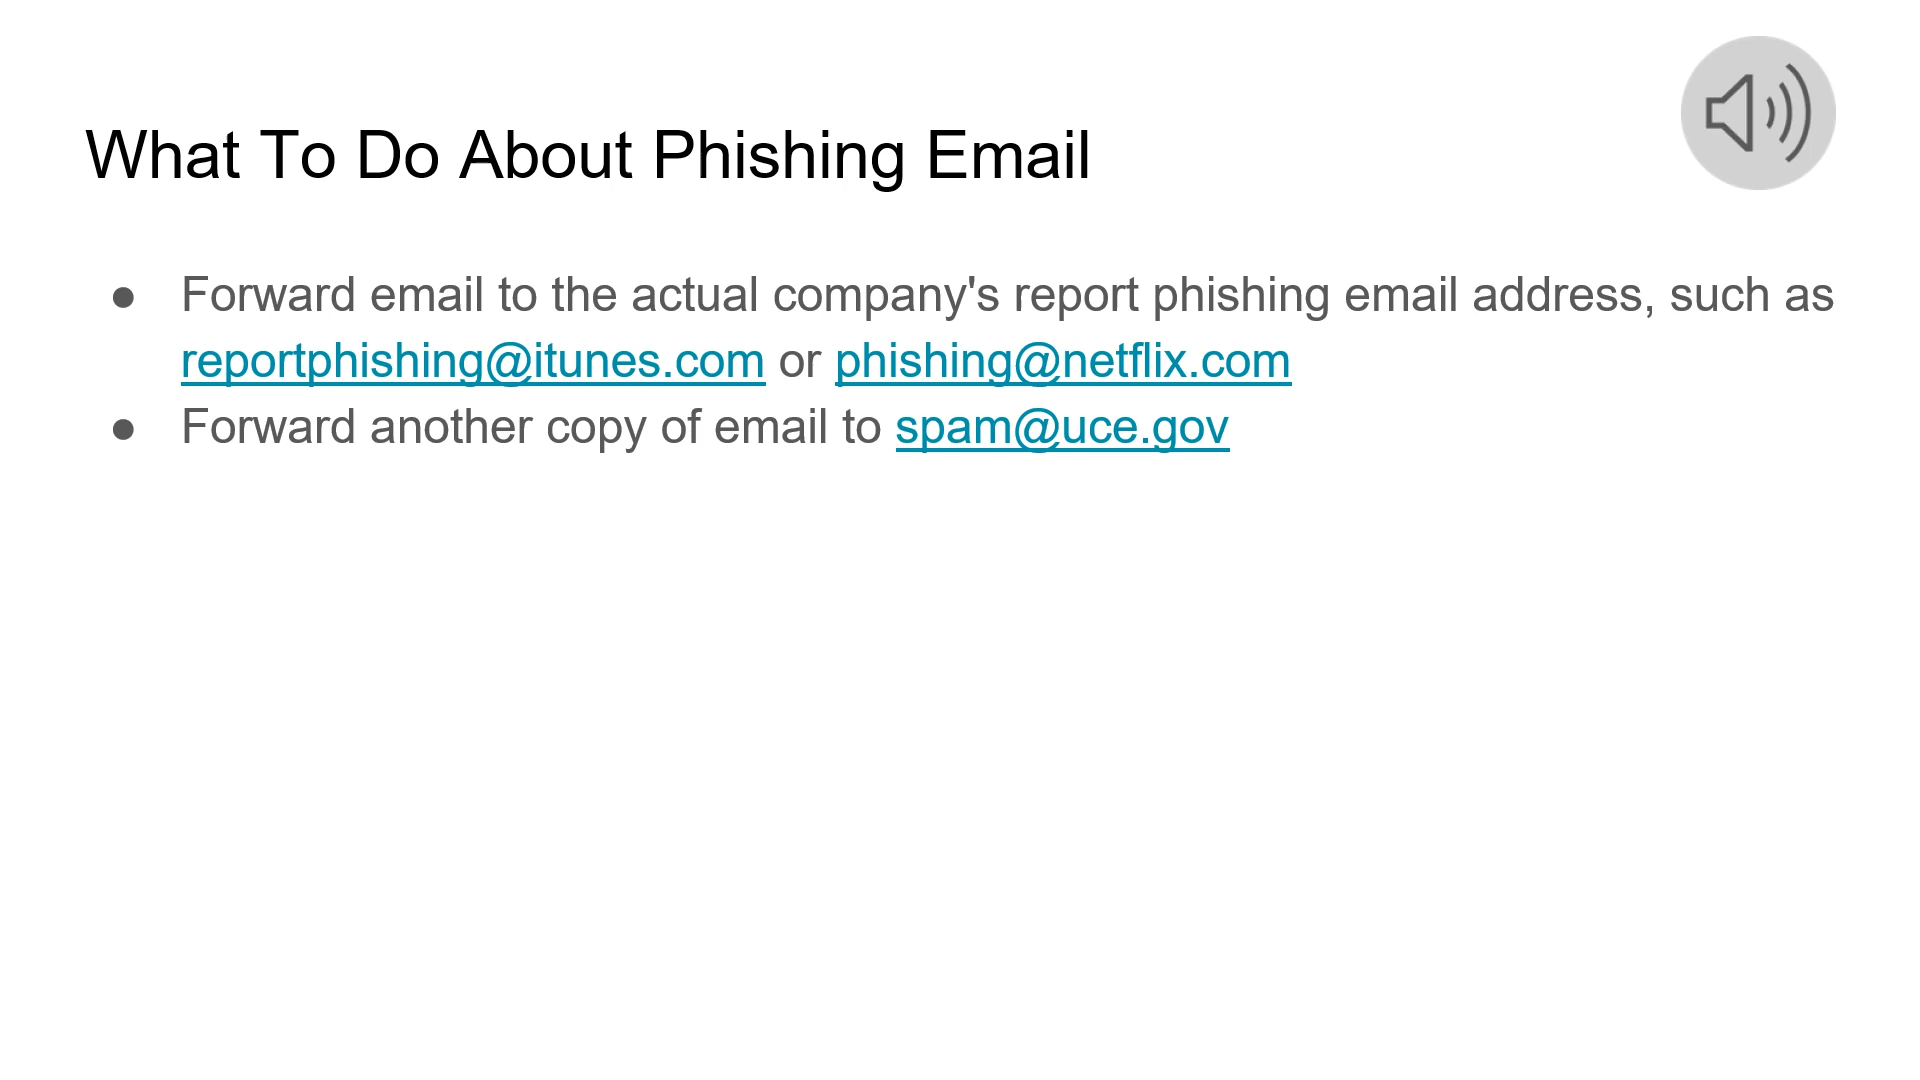 What To Do About Phishing Email
● Forward email to the actual company's report phishing email address, such as
reportphishing@itunes.com or phishing@netflix.com
● Forward another copy of email to spam@uce.gov